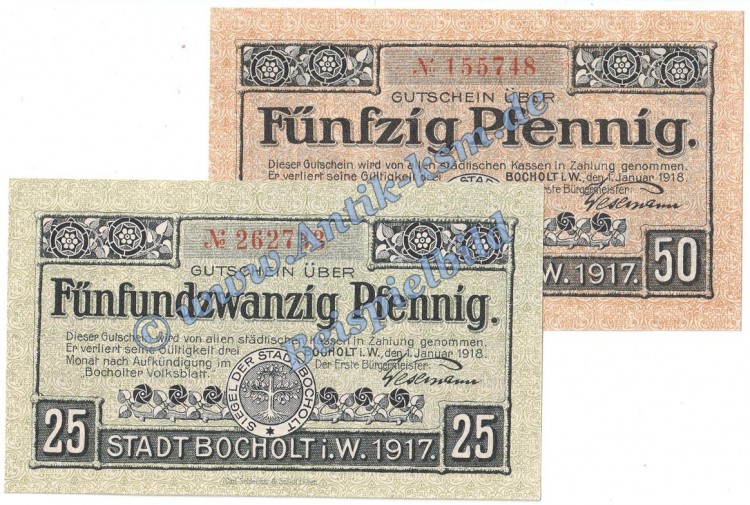 № 155748
GUTSCHEIN ÜBER
Fünfzig Pfennig.
Dieser Gutschein wird von allen städtischen Kassen in Zahlung genommen.
Er verliert seine Gültigkeit drei BOCHOLT i.W., den 1. Januar 1918.
Erste Bürgermeister:
STAD
i.W. 1917. 50
№ 2627
GUTSCHEIN ÜBER
Fünfundzwanzig Pfennig.
Dieser Gutschein wird von allen städtischen Kassen in Zahlung genommen.
Er verliert seine Gültigkeit drei BOCHOLT i.W., den 1. Januar 1918.
Monat nach Aufkündigung im Der Erste Bürgermeister:
„Bocholter Volksblatt."
SIEGEL DER STADT BOCHOLT
25 STADT BOCHOLT i.W. 1917. 25
© www.Antik-ksm.de
Beispielbild